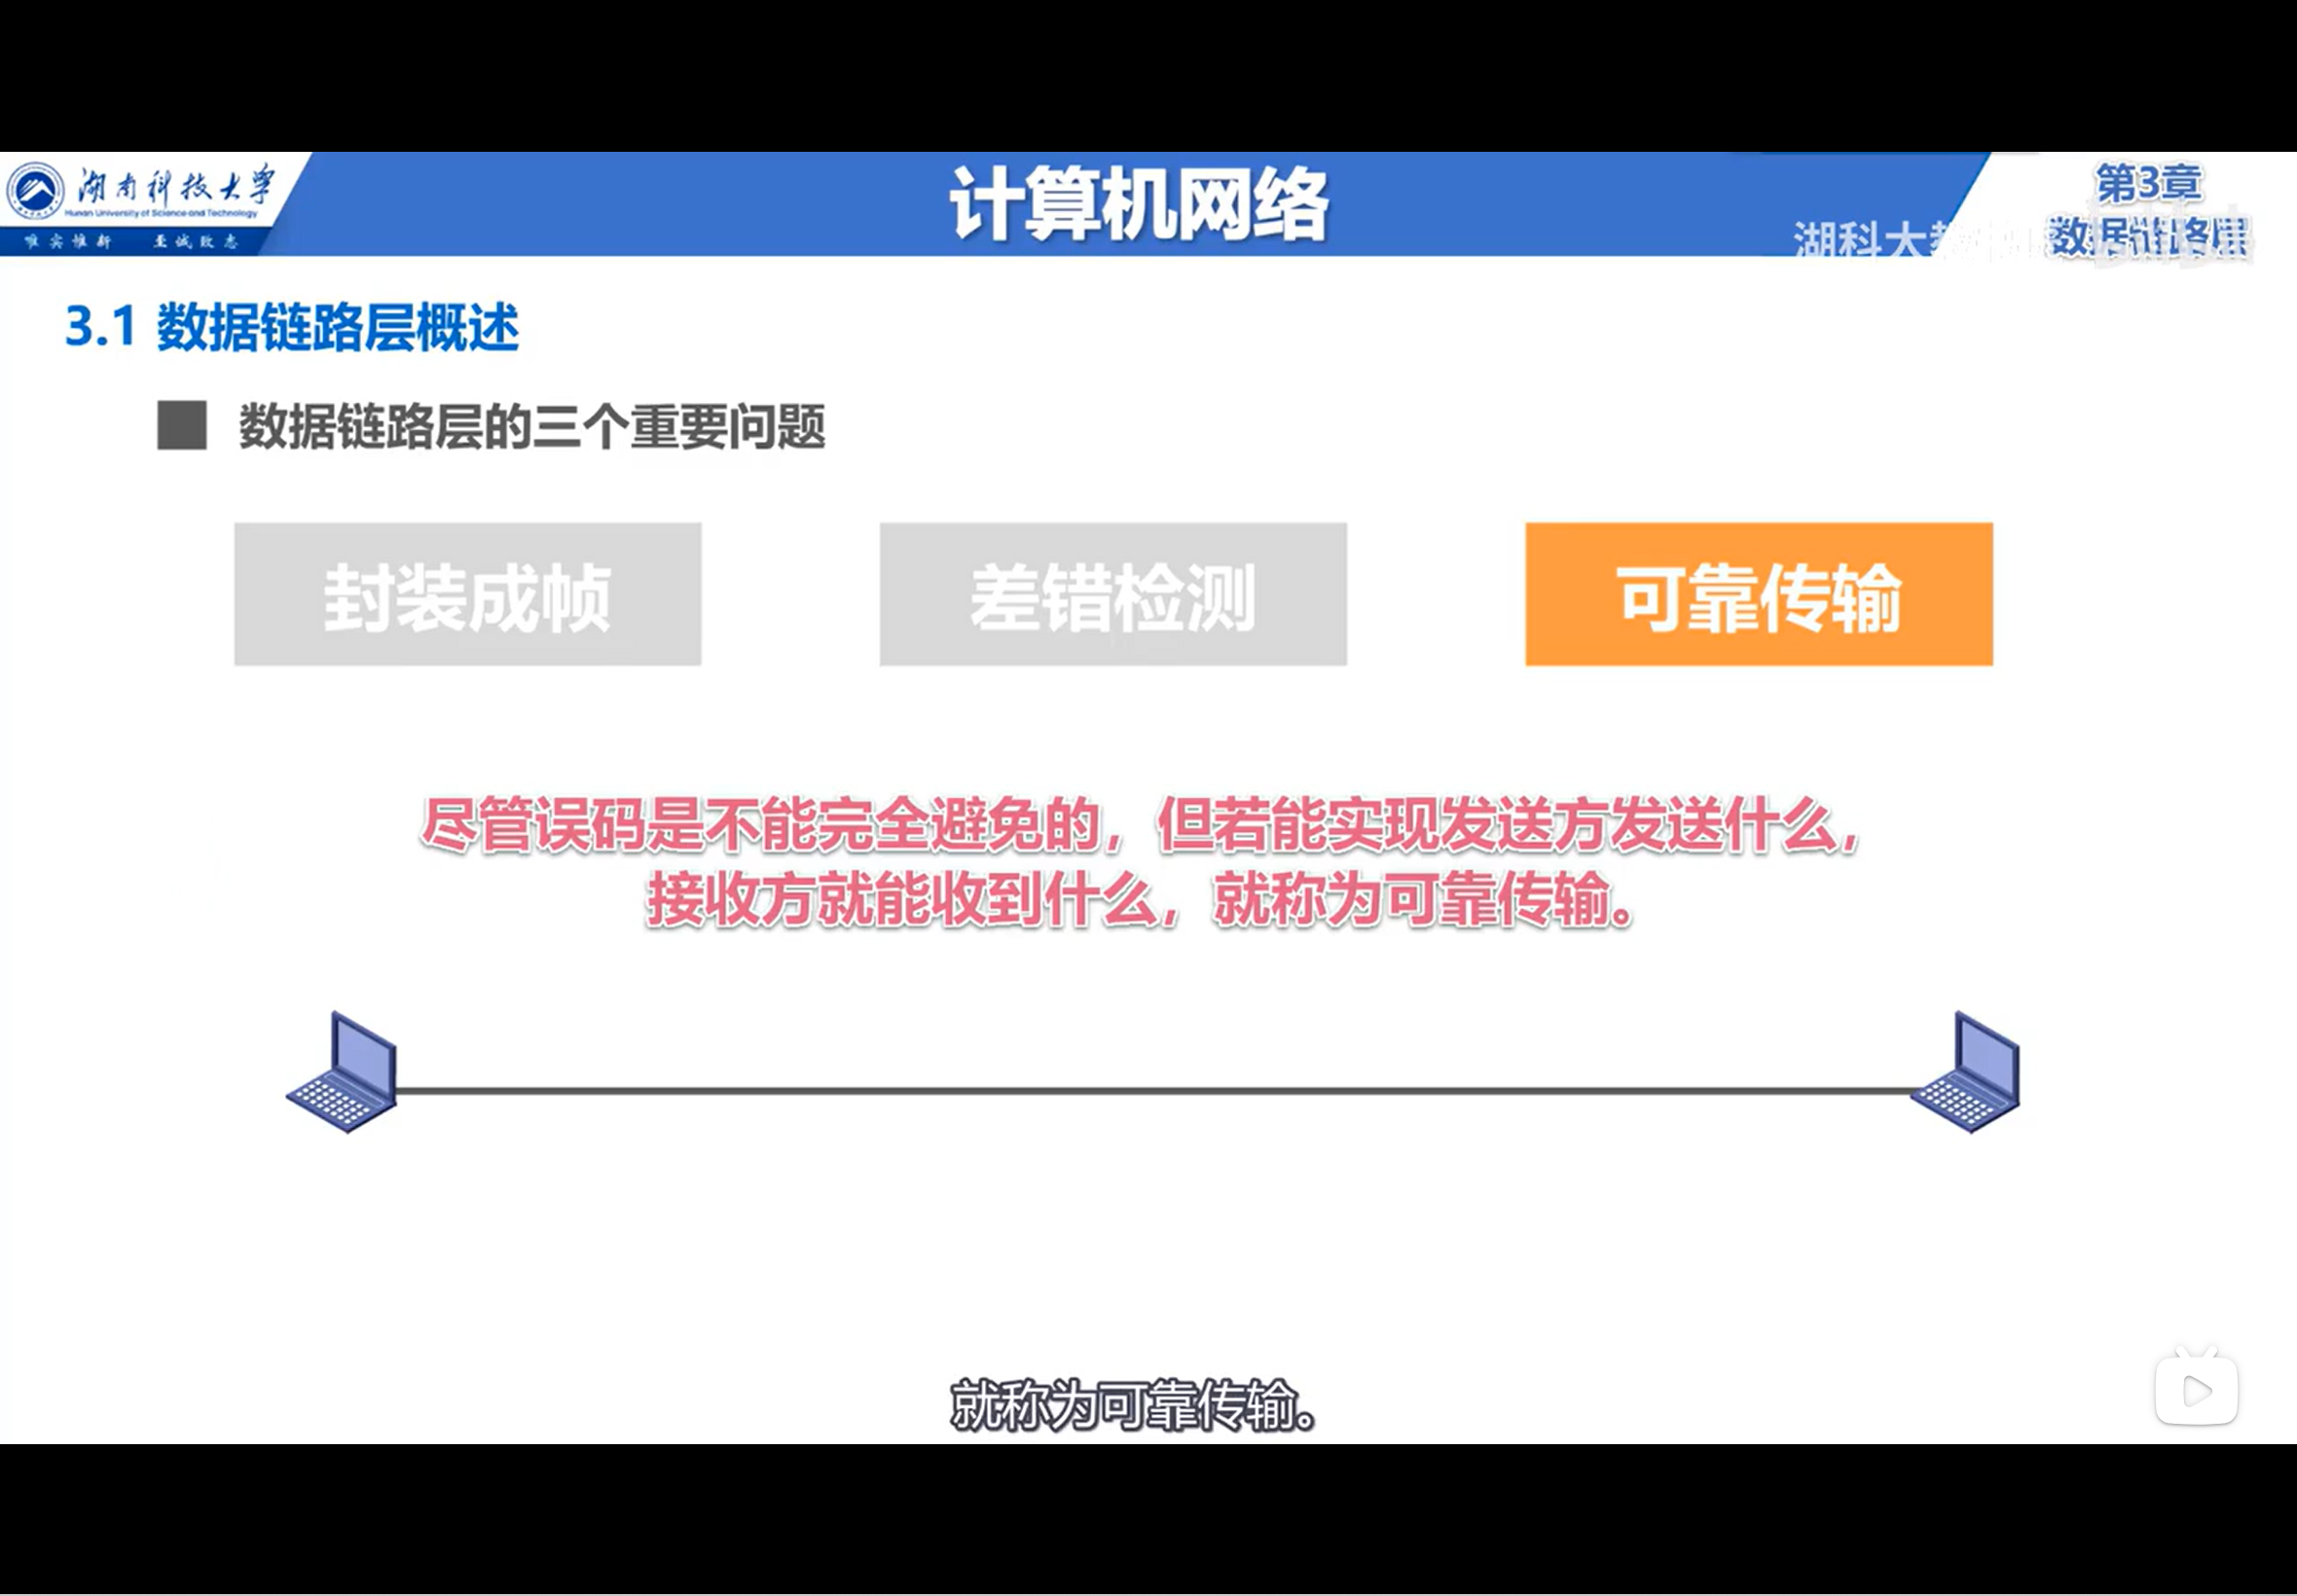 湖南科技大学
Hunan University of Science and Technology
唯实惟新 至诚致志
计算机网络
第3章
数据链路层
湖科大教
3.1 数据链路层概述
数据链路层的三个重要问题
封装成帧
差错检测
可靠传输
尽管误码是不能完全避免的，但若能实现发送方发送什么，
接收方就能收到什么，就称为可靠传输。
就称为可靠传输。